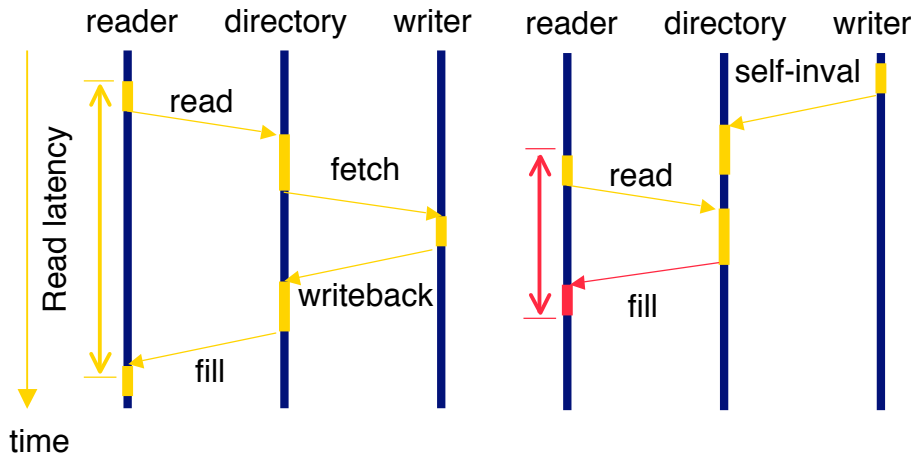 reader directory writer
read
fetch
Read latency
writeback
fill
time
reader directory writer
self-inval
read
fill